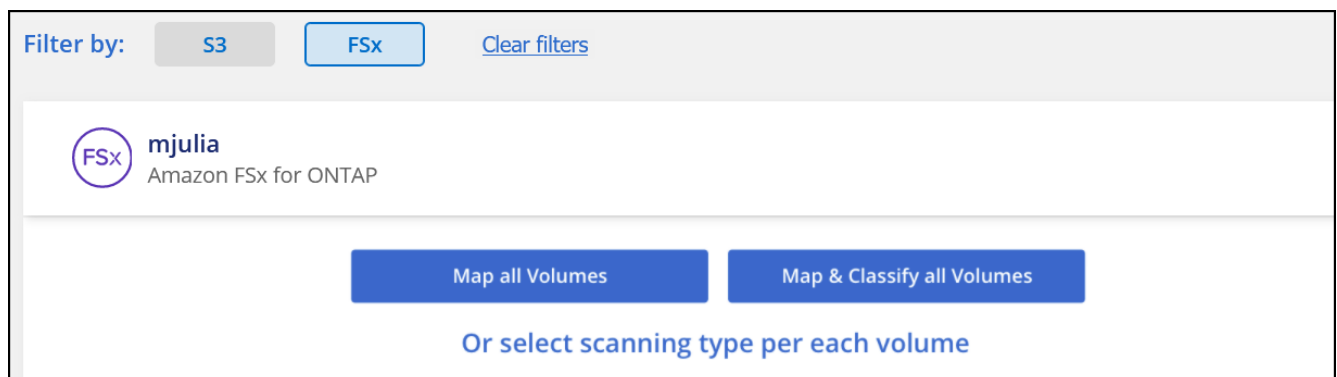 Filter by: S3 FSx Clear filters
FSx mjulia
Amazon FSx for ONTAP
Map all Volumes Map & Classify all Volumes
Or select scanning type per each volume